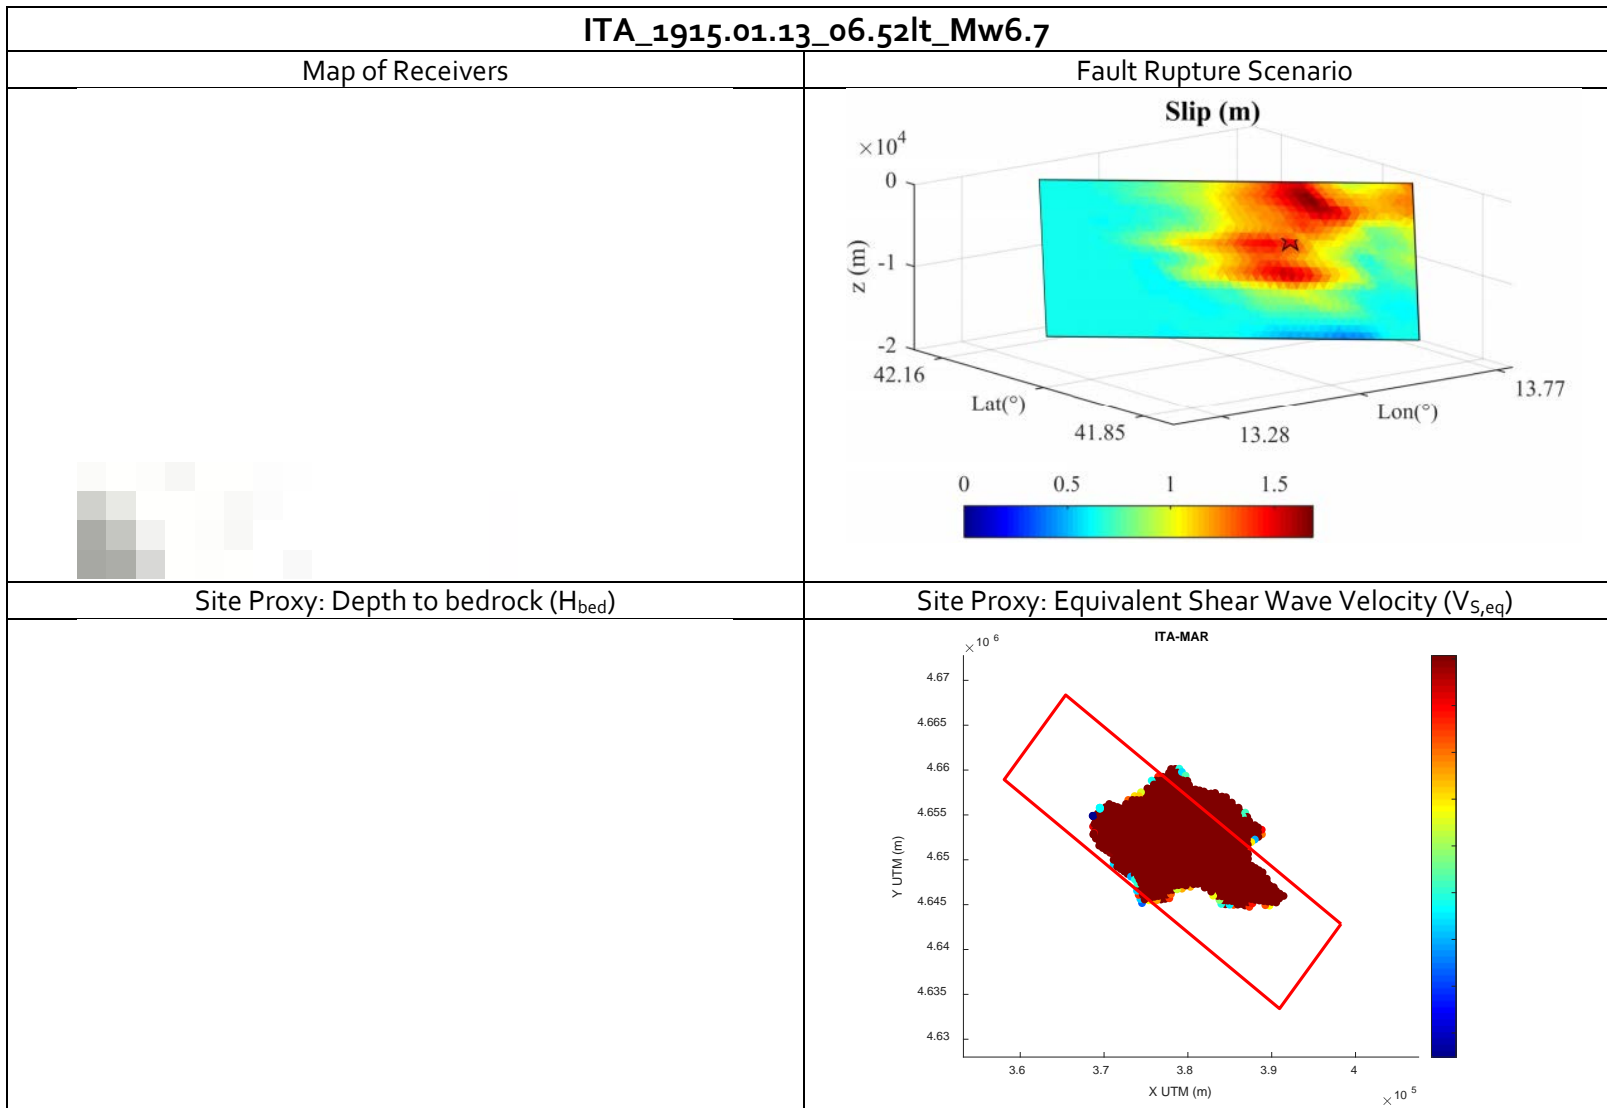 ITA_1915.01.13_06.52lt_Mw6.7
Map of Receivers
Fault Rupture Scenario
Slip (m)
×10⁴
0
-1
-2
z (m)
42.16
Lat(°)
41.85
13.28
Lon(°)
13.77
0 0.5 1 1.5
Site Proxy: Depth to bedrock (Hbed)
Site Proxy: Equivalent Shear Wave Velocity (VS,eq)
ITA-MAR
×10⁶
4.67
4.665
4.66
4.655
4.65
4.645
4.64
4.635
4.63
Y UTM (m)
3.6 3.7 3.8 3.9 4
X UTM (m)
×10⁵